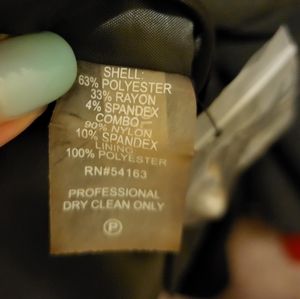 SHELL:
63% POLYESTER
33% RAYON
4% SPANDEX
COMBO
90% NYLON
10% SPANDEX
LINING
100% POLYESTER
RN#54163
PROFESSIONAL
DRY CLEAN ONLY
P